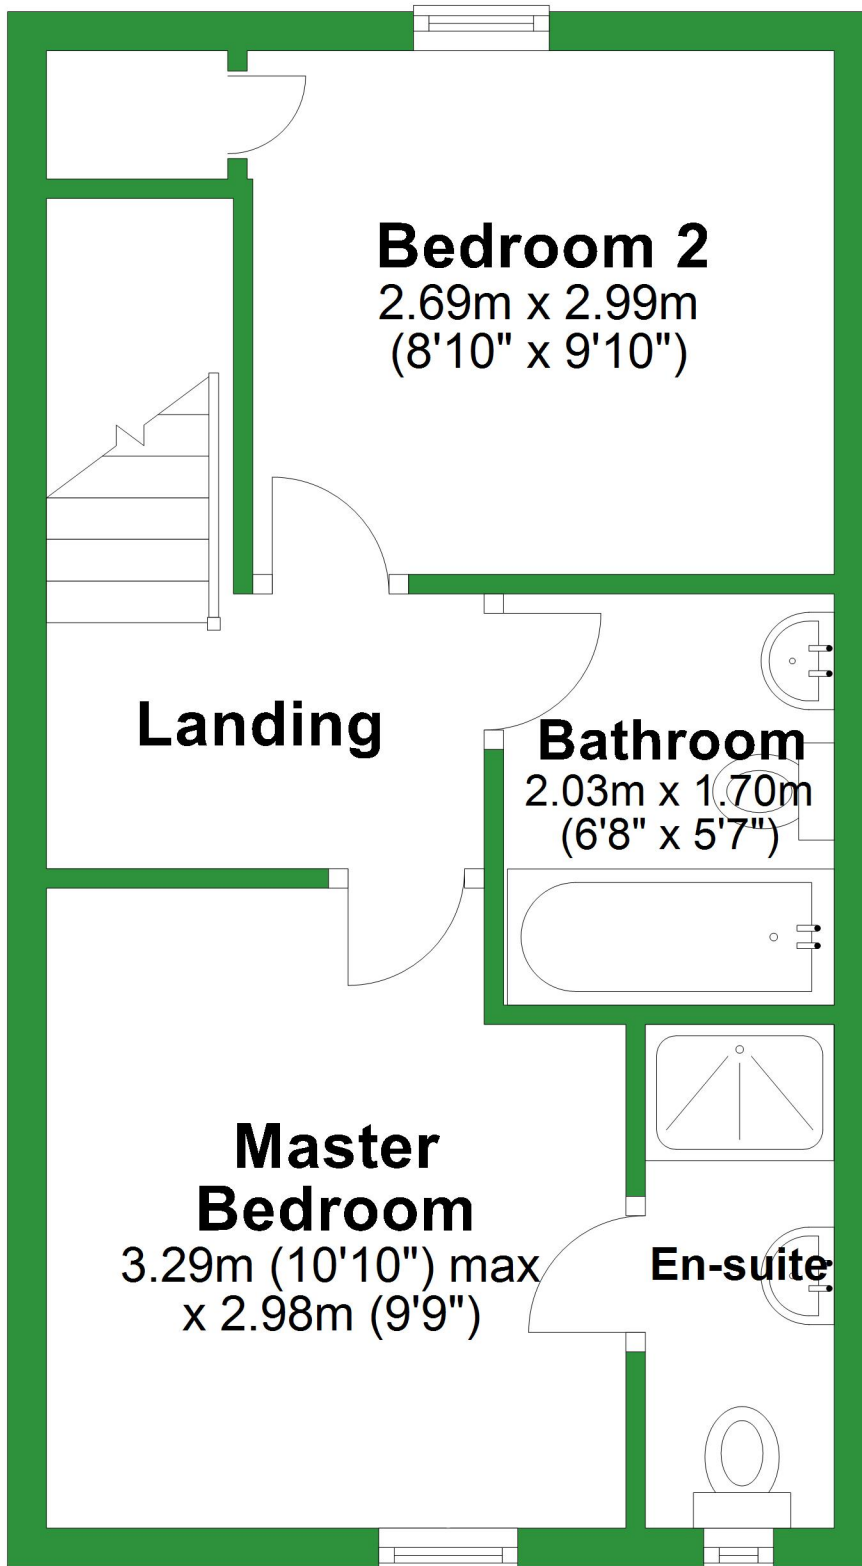 Bedroom 2
2.69m x 2.99m
(8'10" x 9'10")
Landing
Bathroom
2.03m x 1.70m
(6'8" x 5'7")
Master
Bedroom
3.29m (10'10") max
x 2.98m (9'9")
En-suite